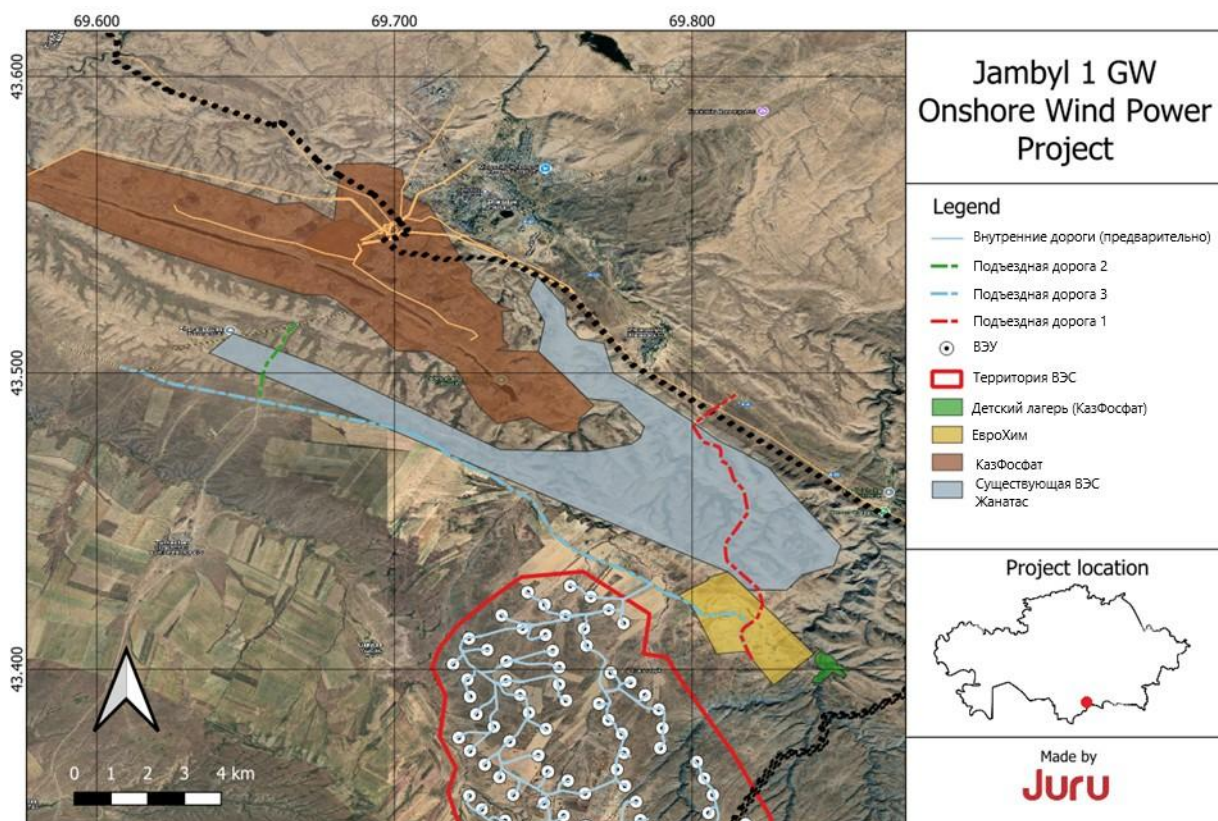 69.600
69.700
69.800
43.600
43.500
43.400
0 1 2 3 4 km
Jambyl 1 GW
Onshore Wind Power
Project
Legend
Внутренние дороги (предварительно)
Подъездная дорога 2
Подъездная дорога 3
Подъездная дорога 1
ВЭУ
Территория ВЭС
Детский лагерь (КазФосфат)
ЕвроХим
КазФосфат
Существующая ВЭС
Жанатас
Project location
Made by
Juru